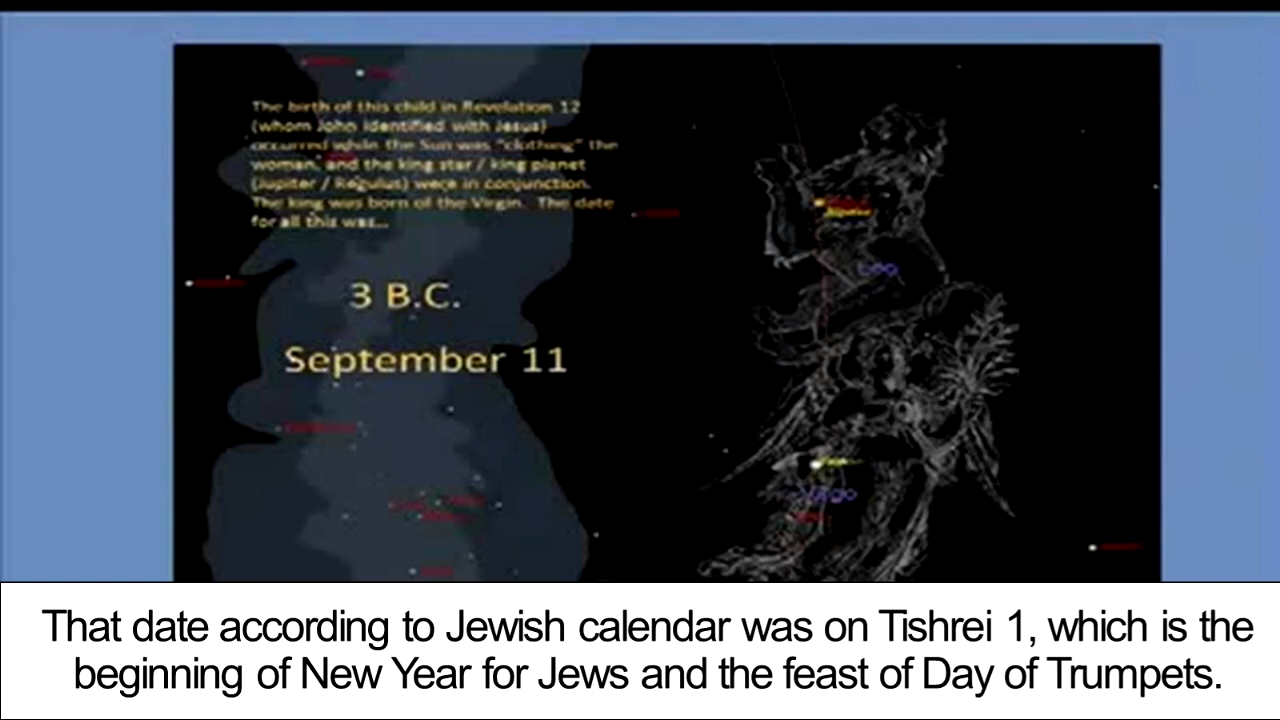 The birth of this child in Revelation 12
(whom John identified with Jesus)
occurred while the Sun was "clothing" the
woman, and the king star / king planet
(Jupiter / Regulus) were in conjunction.
The king was born of the Virgin. The date
for all this was...
3 B.C.
September 11
Jupiter
Leo
Virgo
That date according to Jewish calendar was on Tishrei 1, which is the
beginning of New Year for Jews and the feast of Day of Trumpets.